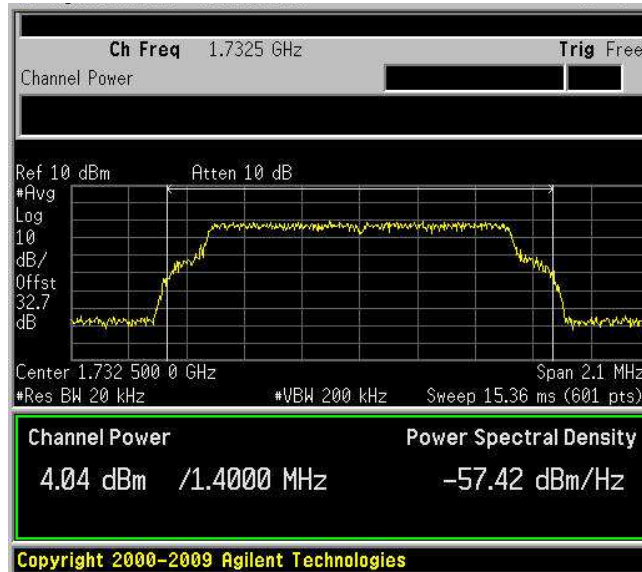 Ch Freq 1.7325 GHz Trig Free
Channel Power
Ref 10 dBm Atten 10 dB
#Avg
Log
10
dB/
Offst
32.7
dB
Center 1.732 500 0 GHz Span 2.1 MHz
#Res BW 20 kHz #VBW 200 kHz Sweep 15.36 ms (601 pts)
Channel Power Power Spectral Density
4.04 dBm /1.4000 MHz -57.42 dBm/Hz
Copyright 2000-2009 Agilent Technologies